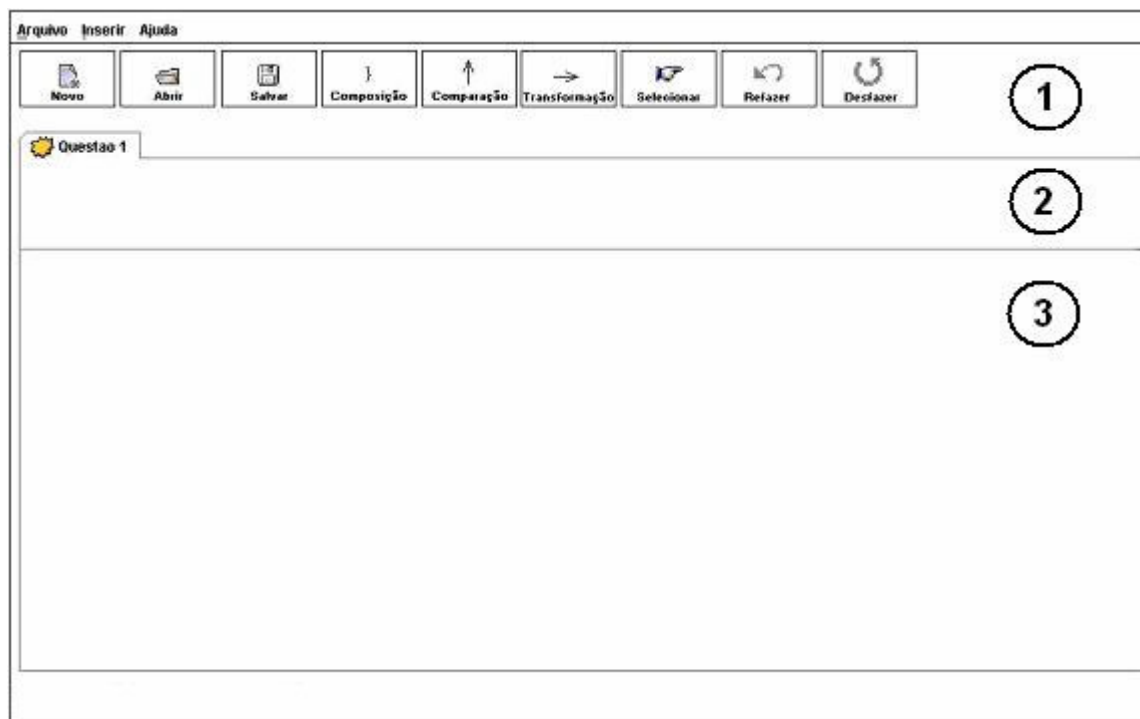 Arquivo Inserir Ajuda
Novo Abrir Salvar Composição Comparação Transformação Selecionar Refazer Desfazer
1
Questao 1
2
3